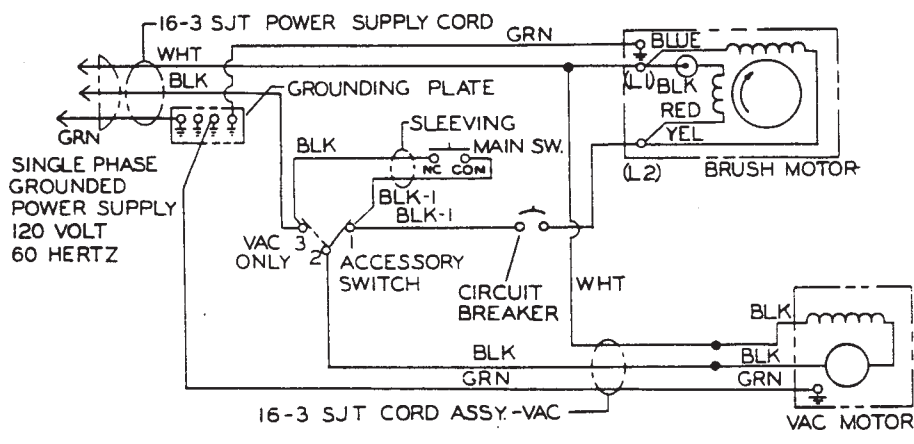 16-3 SJT POWER SUPPLY CORD
GRN
WHT
BLUE
BLK
(L1)
BLK
GROUNDING PLATE
RED
YEL
GRN
SLEEVING
BLK
MAIN SW.
NC COM
(L2)
BRUSH MOTOR
SINGLE PHASE
GROUNDED
POWER SUPPLY
120 VOLT
60 HERTZ
BLK-1
BLK-1
VAC
ONLY
3
2
1
ACCESSORY
SWITCH
CIRCUIT
BREAKER
WHT
BLK
BLK
BLK
GRN
GRN
16-3 SJT CORD ASSY.-VAC
VAC MOTOR